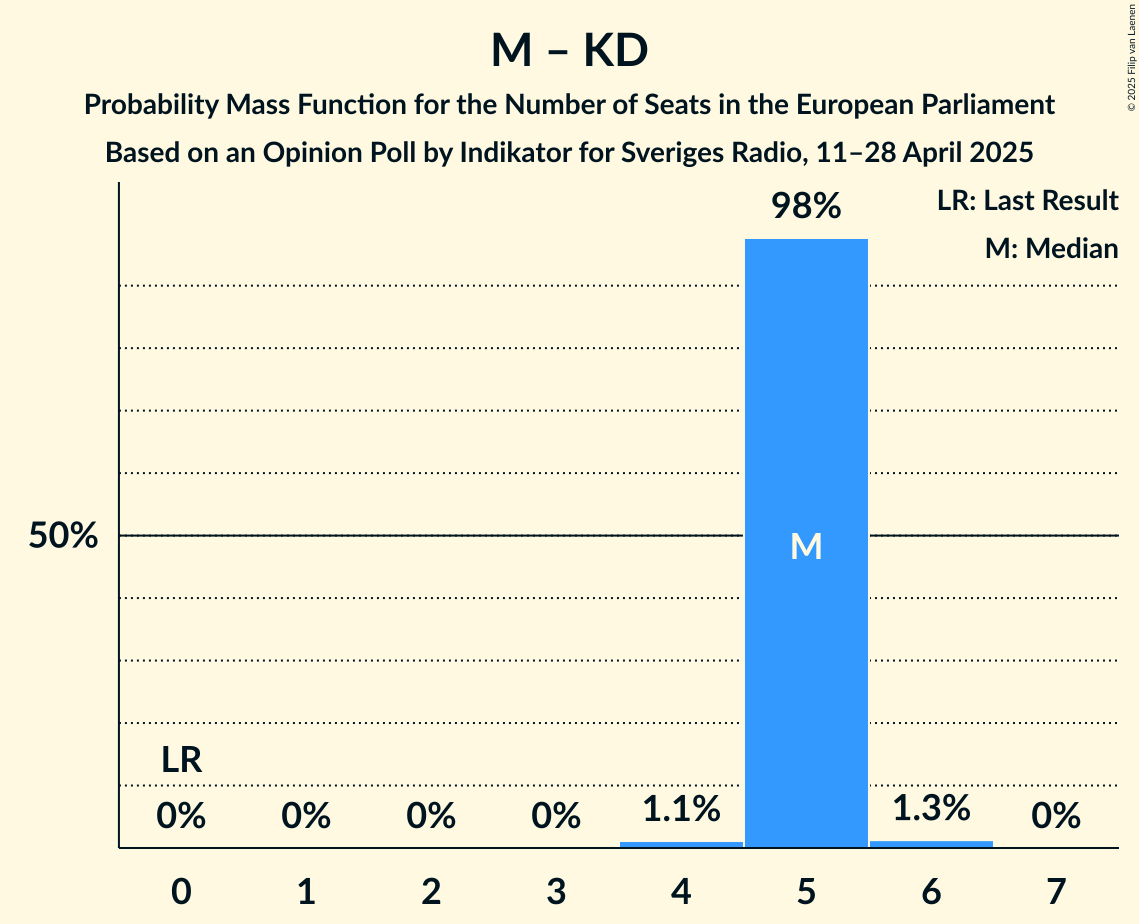 M – KD
Probability Mass Function for the Number of Seats in the European Parliament
Based on an Opinion Poll by Indikator for Sveriges Radio, 11–28 April 2025
© 2025 Filip van Laenen
LR: Last Result
M: Median
98%
50%
M
LR
0%
0%
0%
0%
1.1%
1.3%
0%
0
1
2
3
4
5
6
7